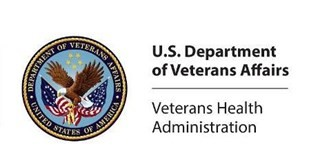 DEPARTMENT OF VETERANS AFFAIRS
UNITED STATES OF AMERICA
U.S. Department
of Veterans Affairs
Veterans Health
Administration